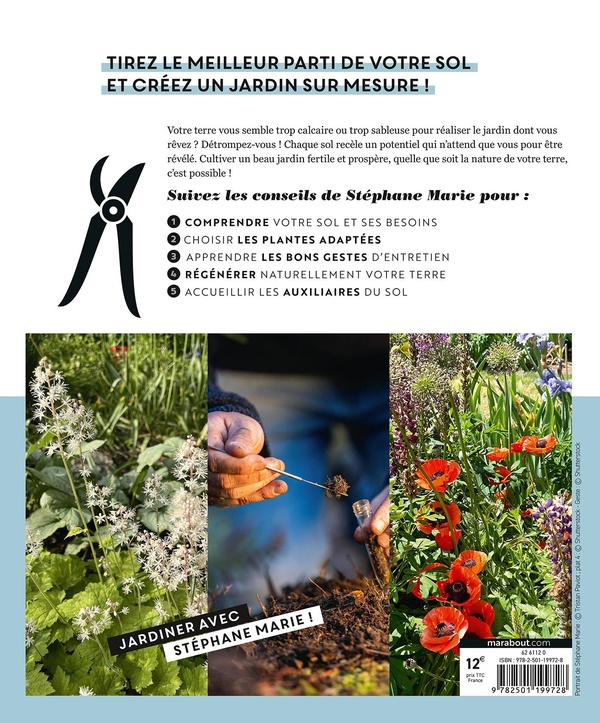 TIREZ LE MEILLEUR PARTI DE VOTRE SOL
ET CRÉEZ UN JARDIN SUR MESURE !
Votre terre vous semble trop calcaire ou trop sableuse pour réaliser le jardin dont vous
rêvez ? Détrompez-vous ! Chaque sol recèle un potentiel qui n'attend que vous pour être
révélé. Cultiver un beau jardin fertile et prospère, quelle que soit la nature de votre terre,
c'est possible !
Suivez les conseils de Stéphane Marie pour :
1 COMPRENDRE VOTRE SOL ET SES BESOINS
2 CHOISIR LES PLANTES ADAPTÉES
3 APPRENDRE LES BONS GESTES D'ENTRETIEN
4 RÉGÉNÉRER NATURELLEMENT VOTRE TERRE
5 ACCUEILLIR LES AUXILIAIRES DU SOL
JARDINER AVEC
STÉPHANE MARIE !
marabout.com
62 6112 0
ISBN : 978-2-501-19972-8
12€
prix TTC
France
9 782501 199728
Portrait de Stéphane Marie : © Tristan Paviot ; plat 4 : © Shutterstock - Geste : © Shutterstock